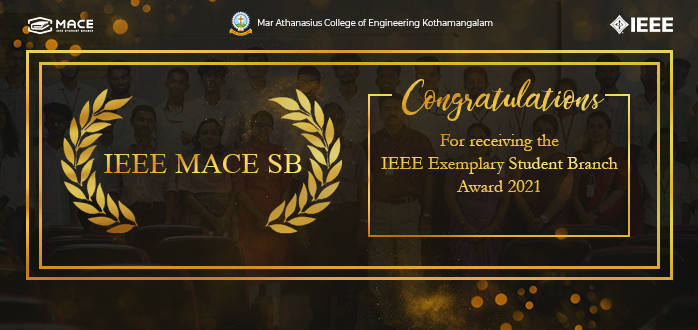 MACE
IEEE STUDENT BRANCH
Mar Athanasius College of Engineering Kothamangalam
IEEE
Congratulations
For receiving the
IEEE Exemplary Student Branch
Award 2021
IEEE MACE SB